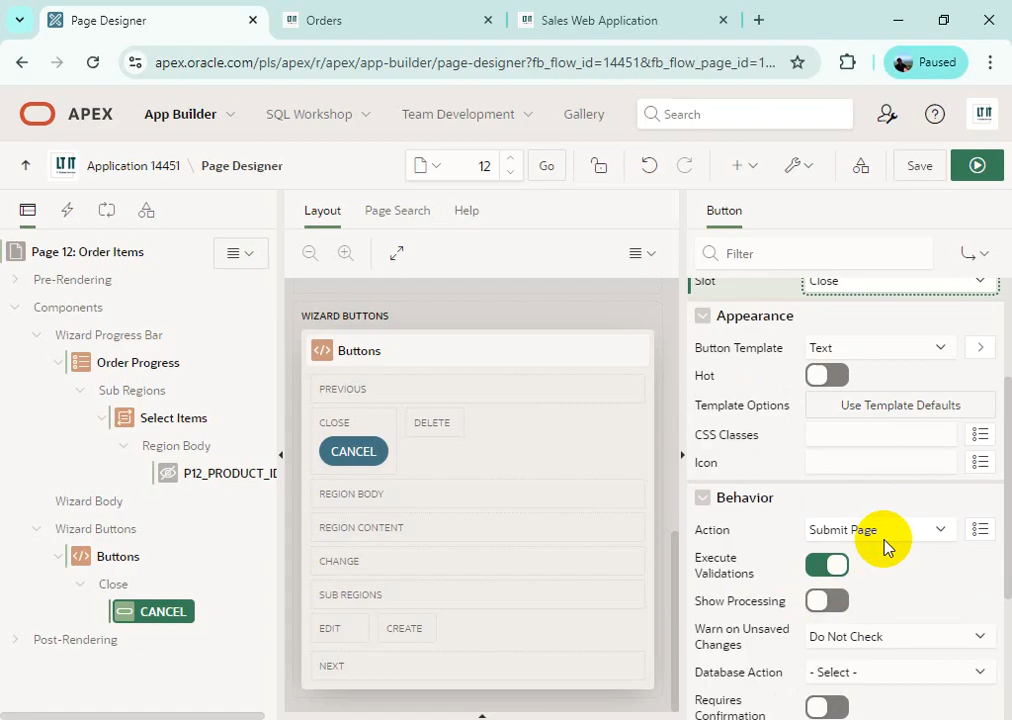 Page Designer
Orders
Sales Web Application
apex.oracle.com/pls/apex/r/apex/app-builder/page-designer?fb_flow_id=14451&fb_flow_page_id=1...
Paused
APEX
App Builder
SQL Workshop
Team Development
Gallery
Search
LT IT
LT IT
Application 14451 \ Page Designer
12
Go
Save
Layout
Page Search
Help
Button
Page 12: Order Items
Pre-Rendering
Components
Wizard Progress Bar
Order Progress
Sub Regions
Select Items
Region Body
P12_PRODUCT_ID
Wizard Body
Wizard Buttons
Buttons
Close
CANCEL
Post-Rendering
WIZARD BUTTONS
Buttons
PREVIOUS
CLOSE
DELETE
CANCEL
REGION BODY
REGION CONTENT
CHANGE
SUB REGIONS
EDIT
CREATE
NEXT
Filter
Slot
Close
Appearance
Button Template
Text
Hot
Template Options
Use Template Defaults
CSS Classes
Icon
Behavior
Action
Submit Page
Execute
Validations
Show Processing
Warn on Unsaved
Changes
Do Not Check
Database Action
- Select -
Requires
Confirmation